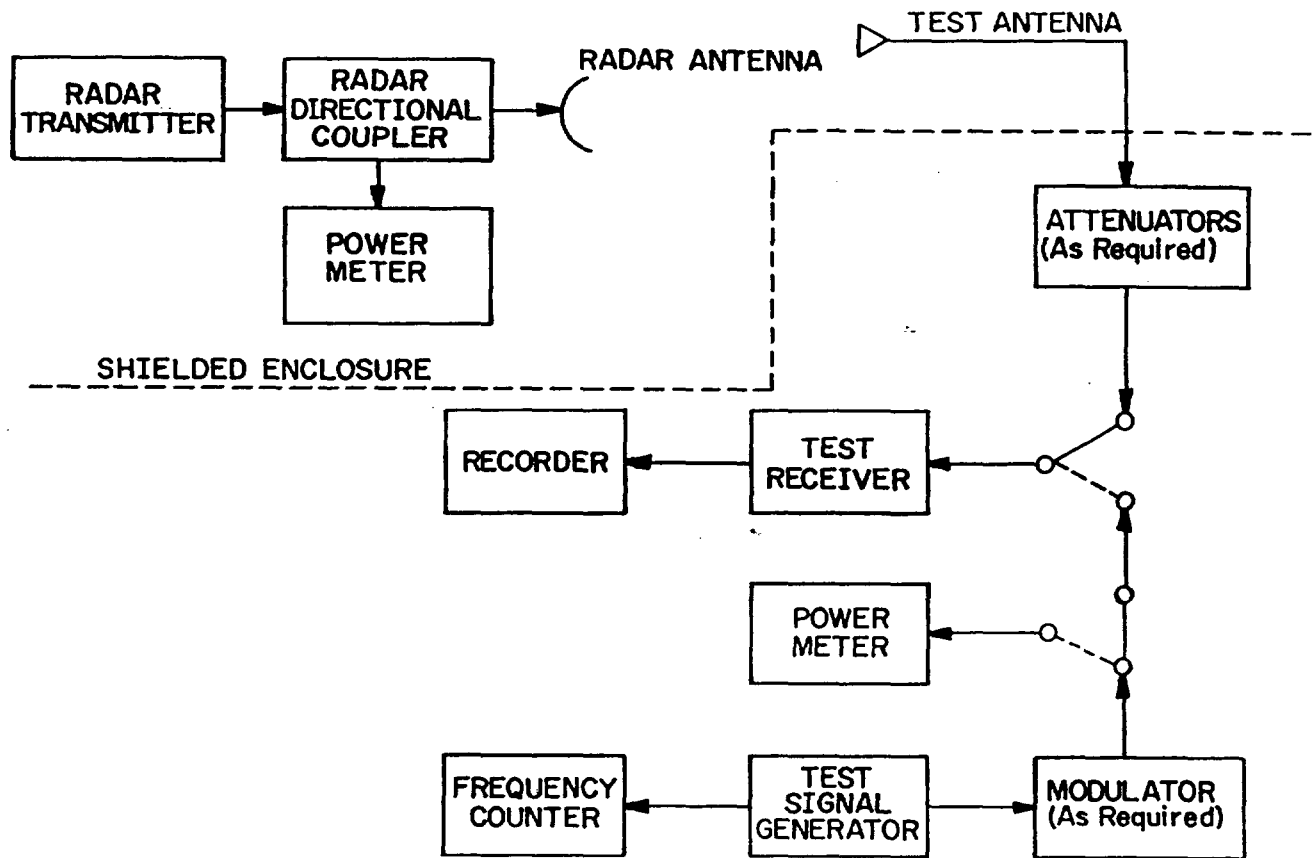 TEST ANTENNA
RADAR ANTENNA
RADAR
TRANSMITTER
RADAR
DIRECTIONAL
COUPLER
POWER
METER
ATTENUATORS
(As Required)
SHIELDED ENCLOSURE
RECORDER
TEST
RECEIVER
POWER
METER
FREQUENCY
COUNTER
TEST
SIGNAL
GENERATOR
MODULATOR
(As Required)